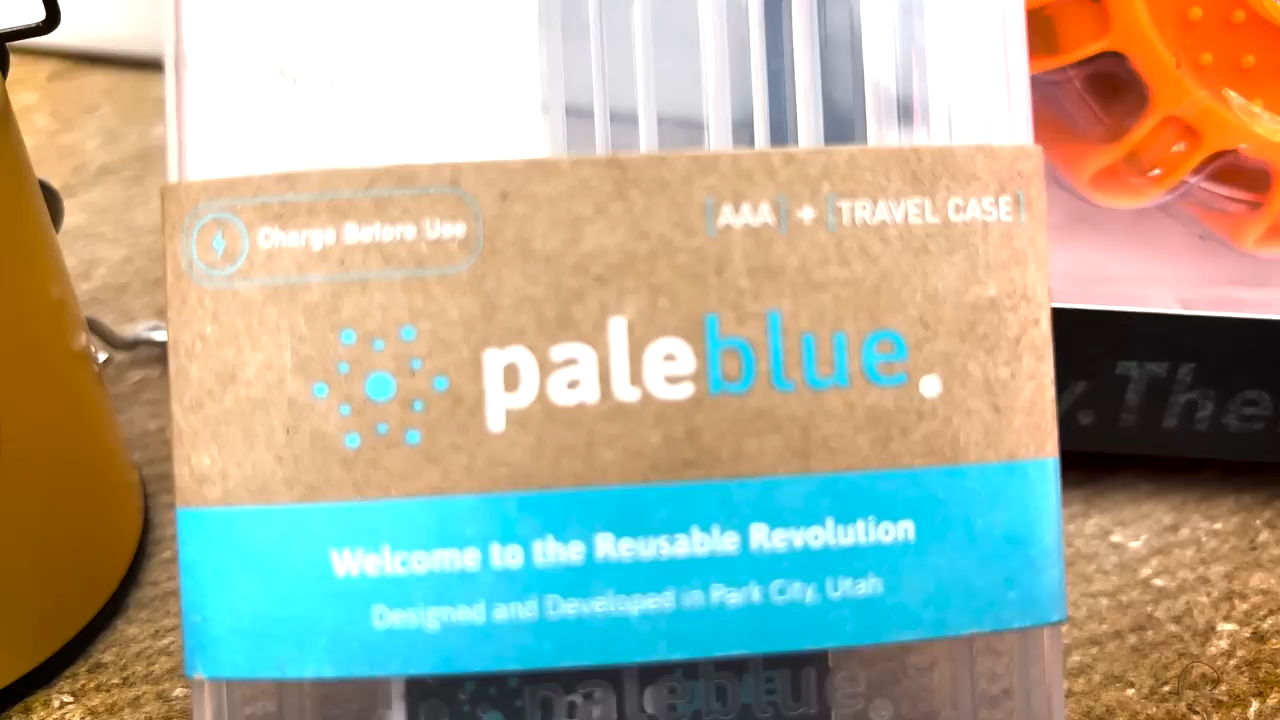 Charge Before Use
[AAA] + [TRAVEL CASE]
paleblue.
Welcome to the Reusable Revolution
Designed and Developed in Park City, Utah
paleblue.
.The